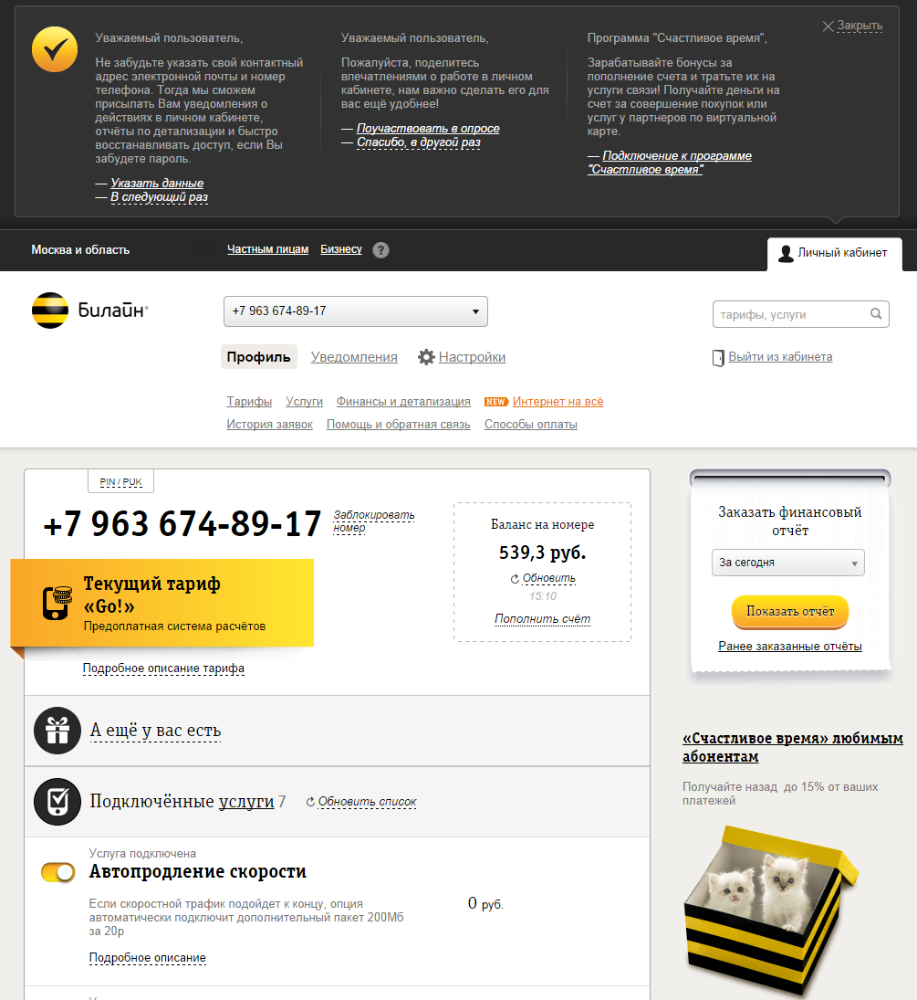 Закрыть
Уважаемый пользователь,
Не забудьте указать свой контактный
адрес электронной почты и номер
телефона. Тогда мы сможем
присылать Вам уведомления о
действиях в личном кабинете,
отчёты по детализации и быстро
восстанавливать доступ, если Вы
забудете пароль.
— Указать данные
— В следующий раз
Уважаемый пользователь,
Пожалуйста, поделитесь
впечатлениями о работе в личном
кабинете, нам важно сделать его для
вас ещё удобнее!
— Поучаствовать в опросе
— Спасибо, в другой раз
Программа "Счастливое время",
Зарабатывайте бонусы за
пополнение счета и тратьте их на
услуги связи! Получайте деньги на
счет за совершение покупок или
услуг у партнеров по виртуальной
карте.
— Подключение к программе
"Счастливое время"
Москва и область
Частным лицам Бизнесу ?
Личный кабинет
Билайн®
+7 963 674-89-17
тарифы, услуги
Профиль Уведомления Настройки
Выйти из кабинета
Тарифы Услуги Финансы и детализация NEW Интернет на всё
История заявок Помощь и обратная связь Способы оплаты
PIN / PUK
+7 963 674-89-17
Заблокировать
номер
Текущий тариф
«Go!»
Предоплатная система расчётов
Подробное описание тарифа
Баланс на номере
539,3 руб.
Обновить
15:10
Пополнить счёт
Заказать финансовый
отчёт
За сегодня
Показать отчёт
Ранее заказанные отчёты
А ещё у вас есть
Подключённые услуги 7 Обновить список
Услуга подключена
Автопродление скорости
Если скоростной трафик подойдет к концу, опция
автоматически подключит дополнительный пакет 200Мб
за 20р
0 руб.
Подробное описание
«Счастливое время» любимым
абонентам
Получайте назад до 15% от ваших
платежей